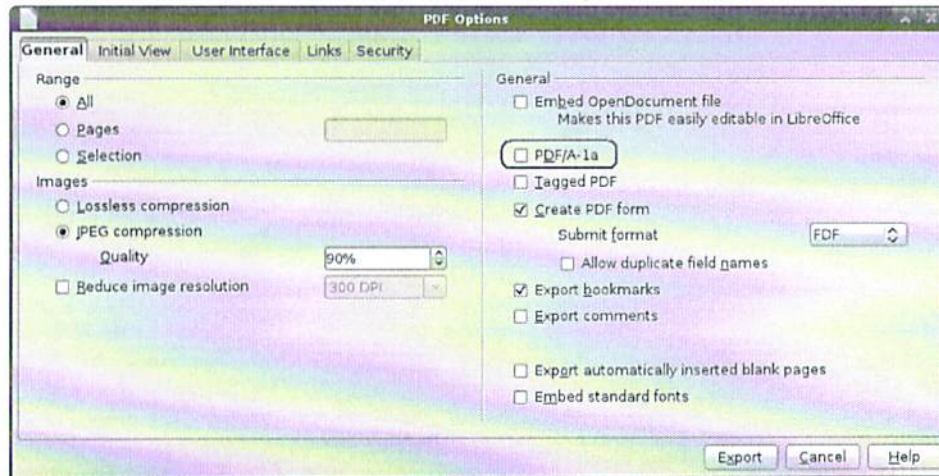 PDF Options
General Initial View User Interface Links Security
Range
All
Pages
Selection
Images
Lossless compression
JPEG compression
Quality 90%
Reduce image resolution 300 DPI
General
Embed OpenDocument file
Makes this PDF easily editable in LibreOffice
PDF/A-1a
Tagged PDF
Create PDF form
Submit format FDF
Allow duplicate field names
Export bookmarks
Export comments
Export automatically inserted blank pages
Embed standard fonts
Export Cancel Help